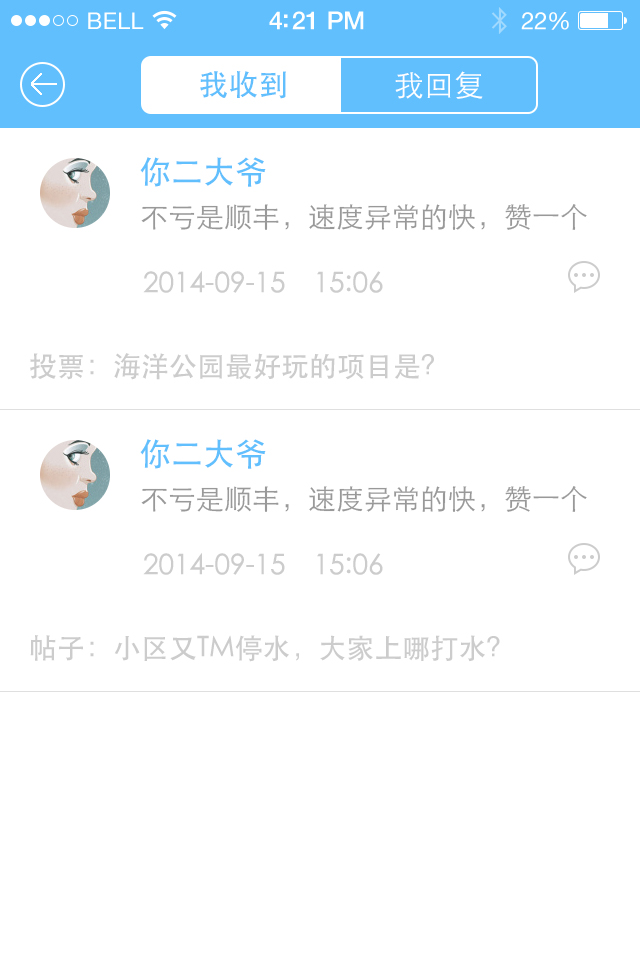 BELL 4:21 PM 22%
我收到 我回复
你二大爷
不亏是顺丰，速度异常的快，赞一个
2014-09-15 15:06
投票：海洋公园最好玩的项目是？
你二大爷
不亏是顺丰，速度异常的快，赞一个
2014-09-15 15:06
帖子：小区又TM停水，大家上哪打水？